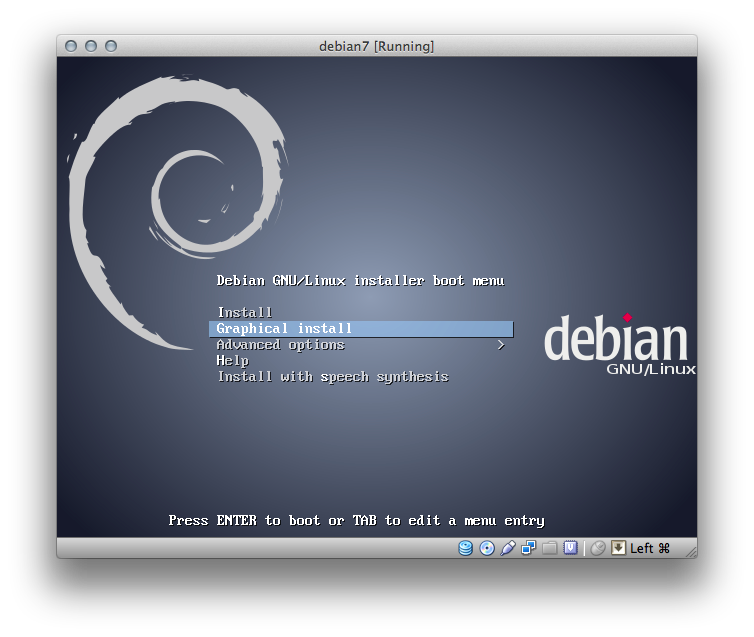 debian7 [Running]
Debian GNU/Linux installer boot menu
Install
Graphical install
Advanced options >
Help
Install with speech synthesis
debian
GNU/Linux
Press ENTER to boot or TAB to edit a menu entry
V
Left ⌘